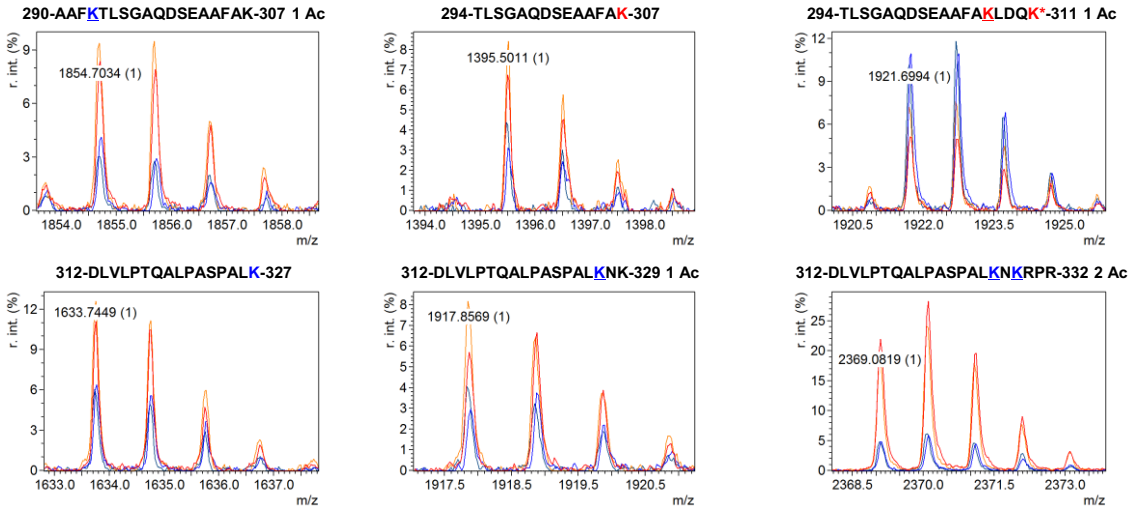 290-AAFKTLSGAQDSEAAFAK-307 1 Ac
r. int. (%)
9
6
3
0
1854.7034 (1)
1854.0 1855.0 1856.0 1857.0 1858.0
m/z
294-TLSGAQDSEAAFAK-307
r. int. (%)
8
7
6
5
4
3
2
1
0
1395.5011 (1)
1394.0 1395.0 1396.0 1397.0 1398.0
m/z
294-TLSGAQDSEAAFAKLDQK*-311 1 Ac
r. int. (%)
12
9
6
3
0
1921.6994 (1)
1920.5 1922.0 1923.5 1925.0
m/z
312-DLVLPTQALPASPALK-327
r. int. (%)
12
9
6
3
0
1633.7449 (1)
1633.0 1634.0 1635.0 1636.0 1637.0
m/z
312-DLVLPTQALPASPALKNK-329 1 Ac
r. int. (%)
8
7
6
5
4
3
2
1
0
1917.8569 (1)
1917.5 1918.5 1919.5 1920.5
m/z
312-DLVLPTQALPASPALKNKRPR-332 2 Ac
r. int. (%)
25
20
15
10
5
0
2369.0819 (1)
2368.5 2370.0 2371.5 2373.0
m/z